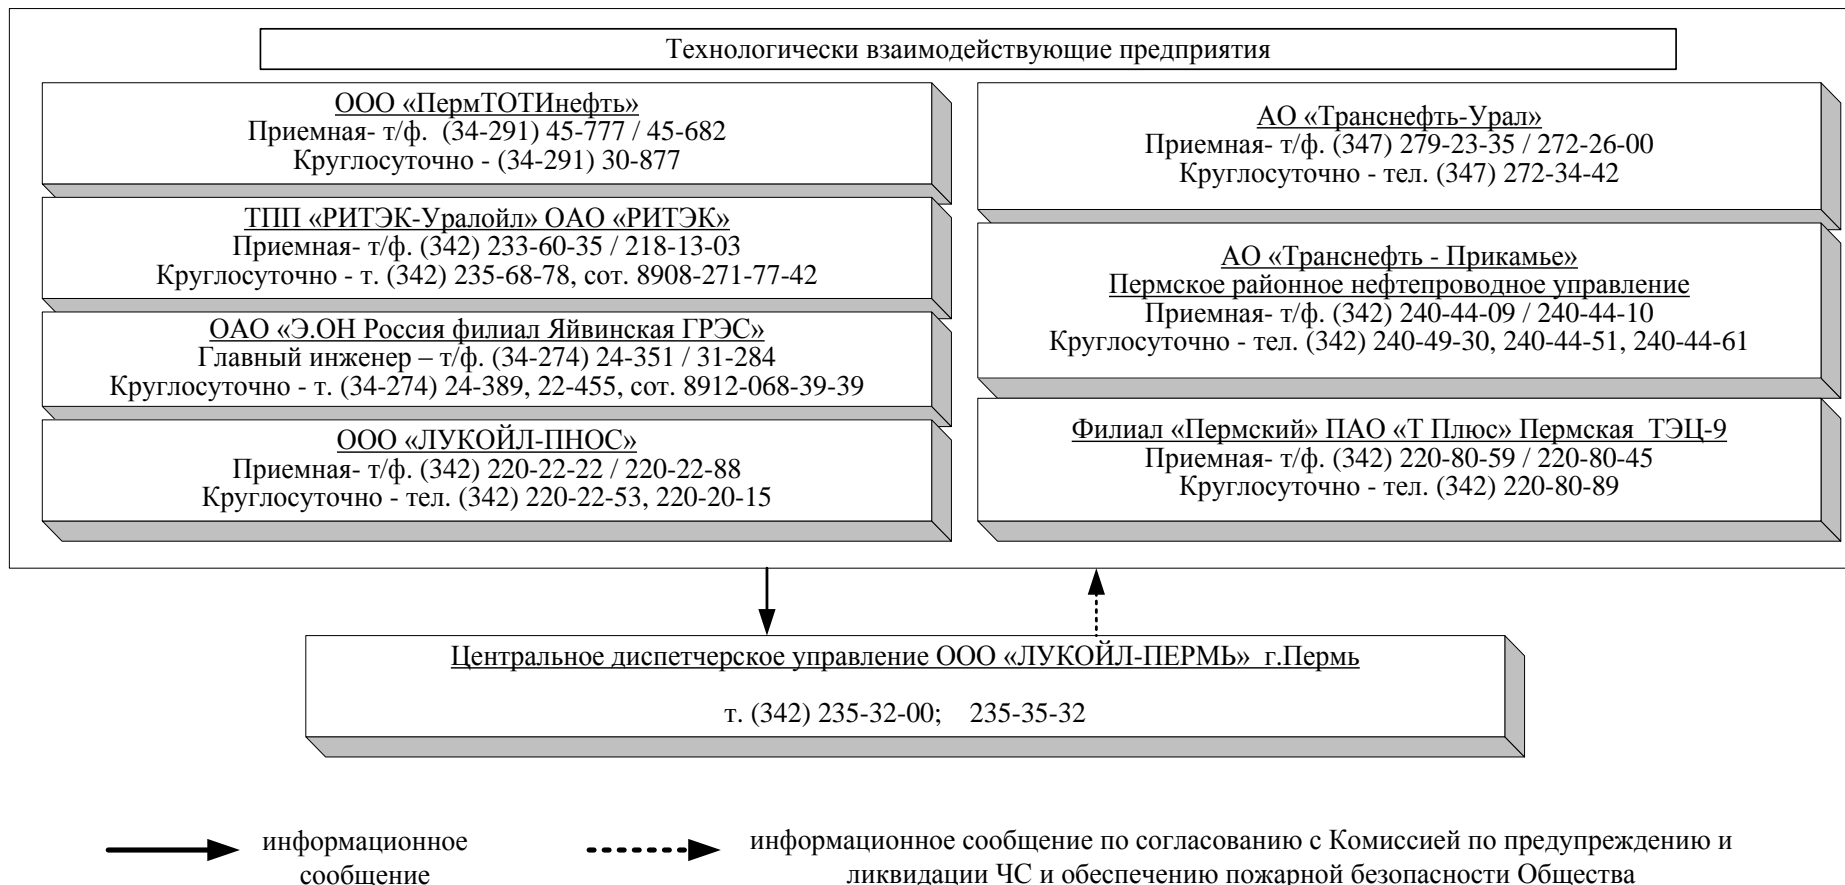 Технологически взаимодействующие предприятия
ООО «ПермТОТИнефть»
Приемная- т/ф. (34-291) 45-777 / 45-682
Круглосуточно - (34-291) 30-877
ТПП «РИТЭК-Уралойл» ОАО «РИТЭК»
Приемная- т/ф. (342) 233-60-35 / 218-13-03
Круглосуточно - т. (342) 235-68-78, сот. 8908-271-77-42
ОАО «Э.ОН Россия филиал Яйвинская ГРЭС»
Главный инженер – т/ф. (34-274) 24-351 / 31-284
Круглосуточно - т. (34-274) 24-389, 22-455, сот. 8912-068-39-39
ООО «ЛУКОЙЛ-ПНОС»
Приемная- т/ф. (342) 220-22-22 / 220-22-88
Круглосуточно - тел. (342) 220-22-53, 220-20-15
АО «Транснефть-Урал»
Приемная- т/ф. (347) 279-23-35 / 272-26-00
Круглосуточно - тел. (347) 272-34-42
АО «Транснефть - Прикамье»
Пермское районное нефтепроводное управление
Приемная- т/ф. (342) 240-44-09 / 240-44-10
Круглосуточно - тел. (342) 240-49-30, 240-44-51, 240-44-61
Филиал «Пермский» ПАО «Т Плюс» Пермская ТЭЦ-9
Приемная- т/ф. (342) 220-80-59 / 220-80-45
Круглосуточно - тел. (342) 220-80-89
Центральное диспетчерское управление ООО «ЛУКОЙЛ-ПЕРМЬ» г.Пермь
т. (342) 235-32-00; 235-35-32
информационное
сообщение
информационное сообщение по согласованию с Комиссией по предупреждению и
ликвидации ЧС и обеспечению пожарной безопасности Общества